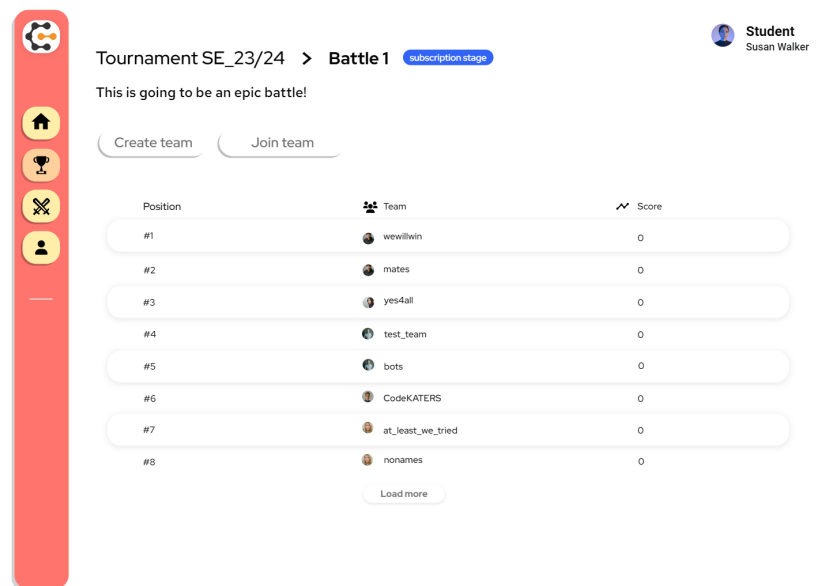 Student
Susan Walker
Tournament SE_23/24 > Battle 1 subscription stage
This is going to be an epic battle!
Create team Join team
Position Team Score
#1 wewillwin 0
#2 mates 0
#3 yes4all 0
#4 test_team 0
#5 bots 0
#6 CodeKATERS 0
#7 at_least_we_tried 0
#8 nonames 0
Load more